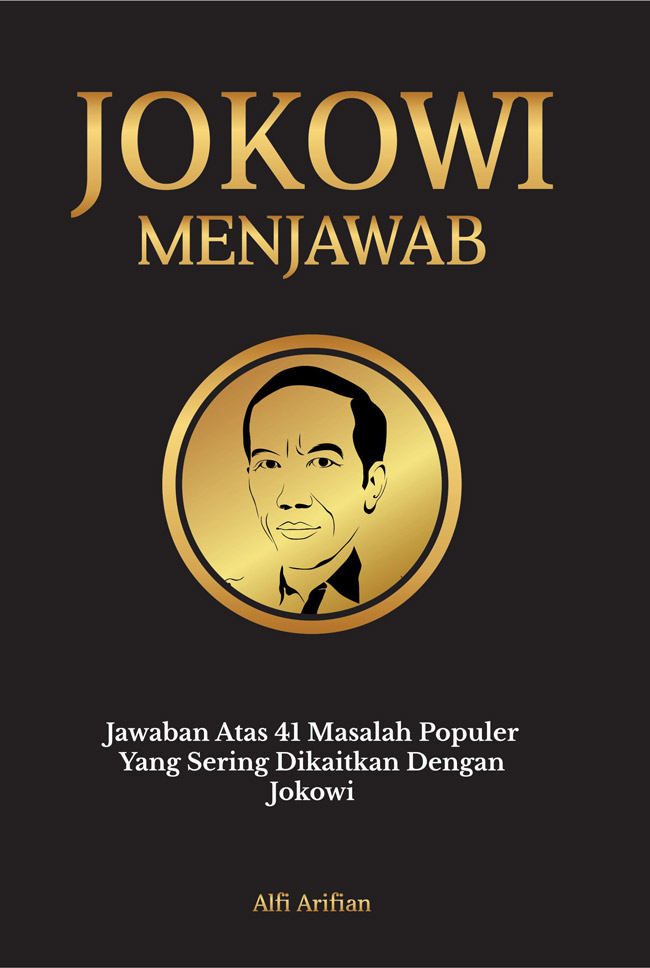 JOKOWI
MENJAWAB
Jawaban Atas 41 Masalah Populer
Yang Sering Dikaitkan Dengan
Jokowi
Alfi Arifian